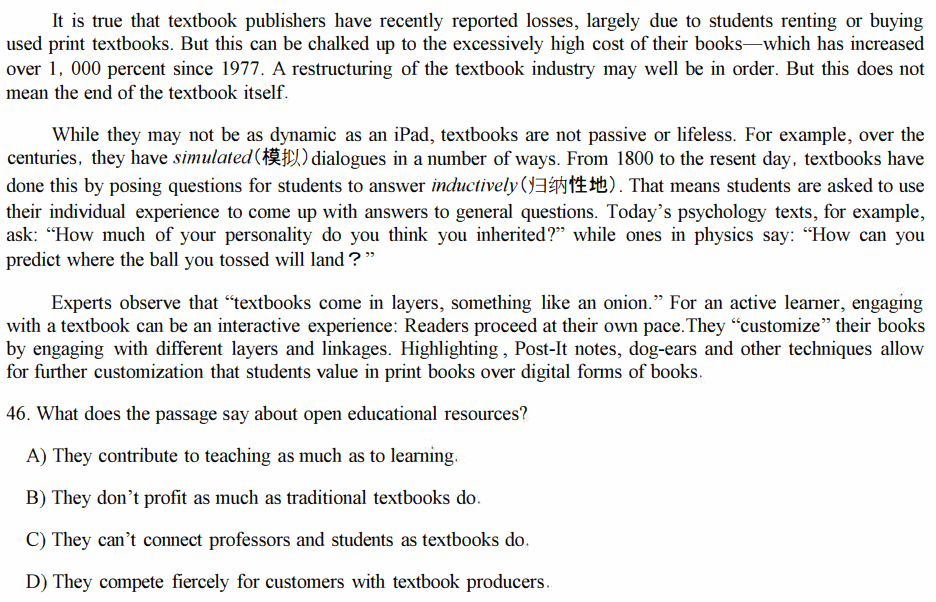 It is true that textbook publishers have recently reported losses, largely due to students renting or buying
used print textbooks. But this can be chalked up to the excessively high cost of their books—which has increased
over 1, 000 percent since 1977. A restructuring of the textbook industry may well be in order. But this does not
mean the end of the textbook itself.
While they may not be as dynamic as an iPad, textbooks are not passive or lifeless. For example, over the
centuries, they have simulated(模拟)dialogues in a number of ways. From 1800 to the resent day, textbooks have
done this by posing questions for students to answer inductively(归纳性地). That means students are asked to use
their individual experience to come up with answers to general questions. Today's psychology texts, for example,
ask: “How much of your personality do you think you inherited?” while ones in physics say: “How can you
predict where the ball you tossed will land？”
Experts observe that “textbooks come in layers, something like an onion.” For an active learner, engaging
with a textbook can be an interactive experience: Readers proceed at their own pace.They “customize” their books
by engaging with different layers and linkages. Highlighting , Post-It notes, dog-ears and other techniques allow
for further customization that students value in print books over digital forms of books.
46. What does the passage say about open educational resources?
A) They contribute to teaching as much as to learning.
B) They don't profit as much as traditional textbooks do.
C) They can't connect professors and students as textbooks do.
D) They compete fiercely for customers with textbook producers.